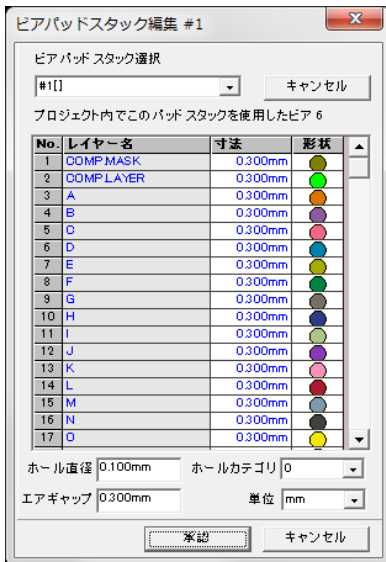 ビアパッドスタック編集 #1
ビア パッド スタック選択
#1[] キャンセル
プロジェクト内でこのパッド スタックを使用したビア 6
No. レイヤー名 寸法 形状
1 COMP.MASK 0.300mm
2 COMP.LAYER 0.300mm
3 A 0.300mm
4 B 0.300mm
5 C 0.300mm
6 D 0.300mm
7 E 0.300mm
8 F 0.300mm
9 G 0.300mm
10 H 0.300mm
11 I 0.300mm
12 J 0.300mm
13 K 0.300mm
14 L 0.300mm
15 M 0.300mm
16 N 0.300mm
17 O 0.300mm
ホール直径 0.100mm ホールカテゴリ 0
エアギャップ 0.300mm 単位 mm
承認 キャンセル